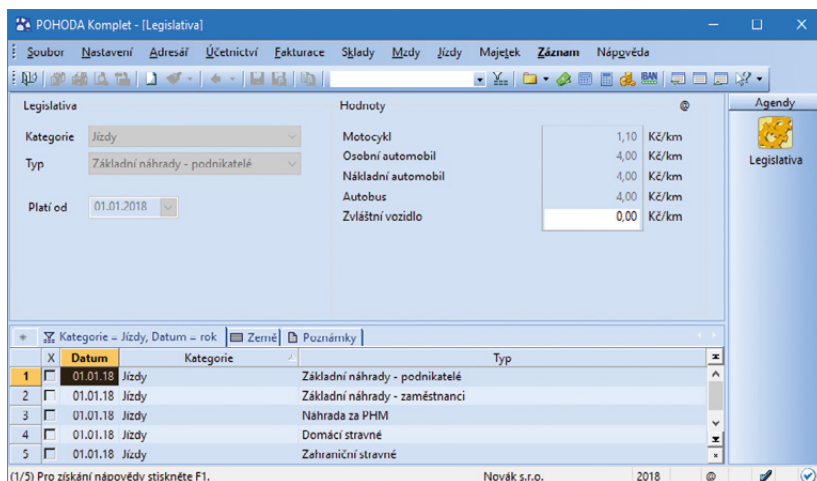 POHODA Komplet - [Legislativa]
Soubor Nastavení Adresář Účetnictví Fakturace Sklady Mzdy Jízdy Majetek Záznam Nápověda
IBAN
Legislativa
Kategorie Jízdy
Typ Základní náhrady - podnikatelé
Platí od 01.01.2018
Hodnoty @
Motocykl 1,10 Kč/km
Osobní automobil 4,00 Kč/km
Nákladní automobil 4,00 Kč/km
Autobus 4,00 Kč/km
Zvláštní vozidlo 0,00 Kč/km
Agendy
Legislativa
Kategorie = Jízdy, Datum = rok Země Poznámky
X Datum Kategorie Typ
1 01.01.18 Jízdy Základní náhrady - podnikatelé
2 01.01.18 Jízdy Základní náhrady - zaměstnanci
3 01.01.18 Jízdy Náhrada za PHM
4 01.01.18 Jízdy Domácí stravné
5 01.01.18 Jízdy Zahraniční stravné
(1/5) Pro získání nápovědy stiskněte F1. Novák s.r.o. 2018 @